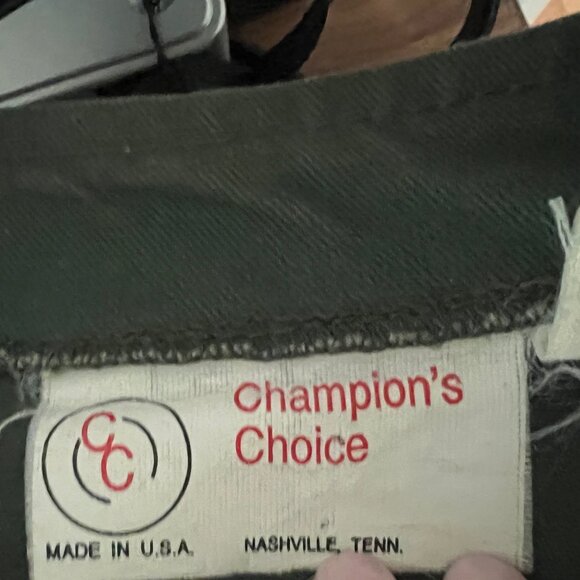 Champion's
Choice
CC
MADE IN U.S.A. NASHVILLE, TENN.